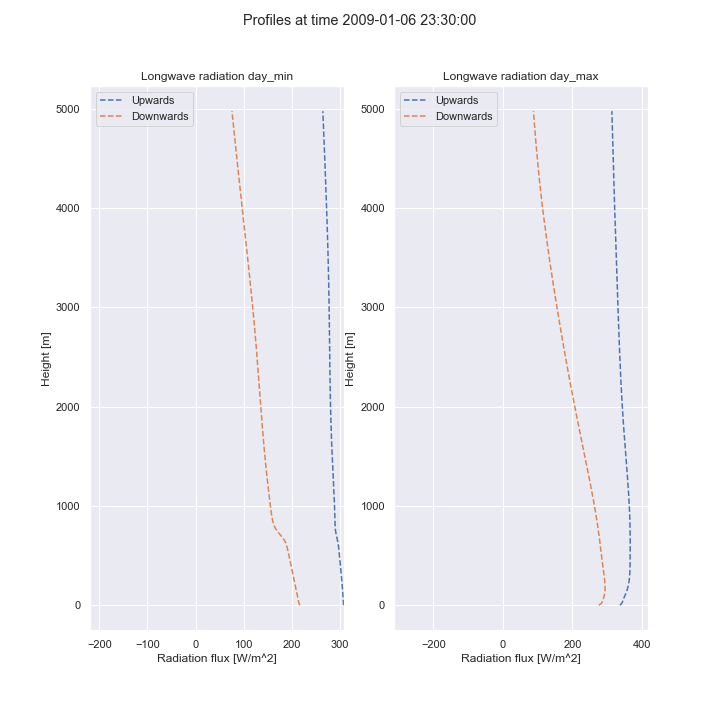 Profiles at time 2009-01-06 23:30:00
Longwave radiation day_min
Upwards
Downwards
5000
4000
3000
2000
1000
0
Height [m]
−200
−100
0
100
200
300
Radiation flux [W/m^2]
Longwave radiation day_max
Upwards
Downwards
5000
4000
3000
2000
1000
0
Height [m]
−200
0
200
400
Radiation flux [W/m^2]